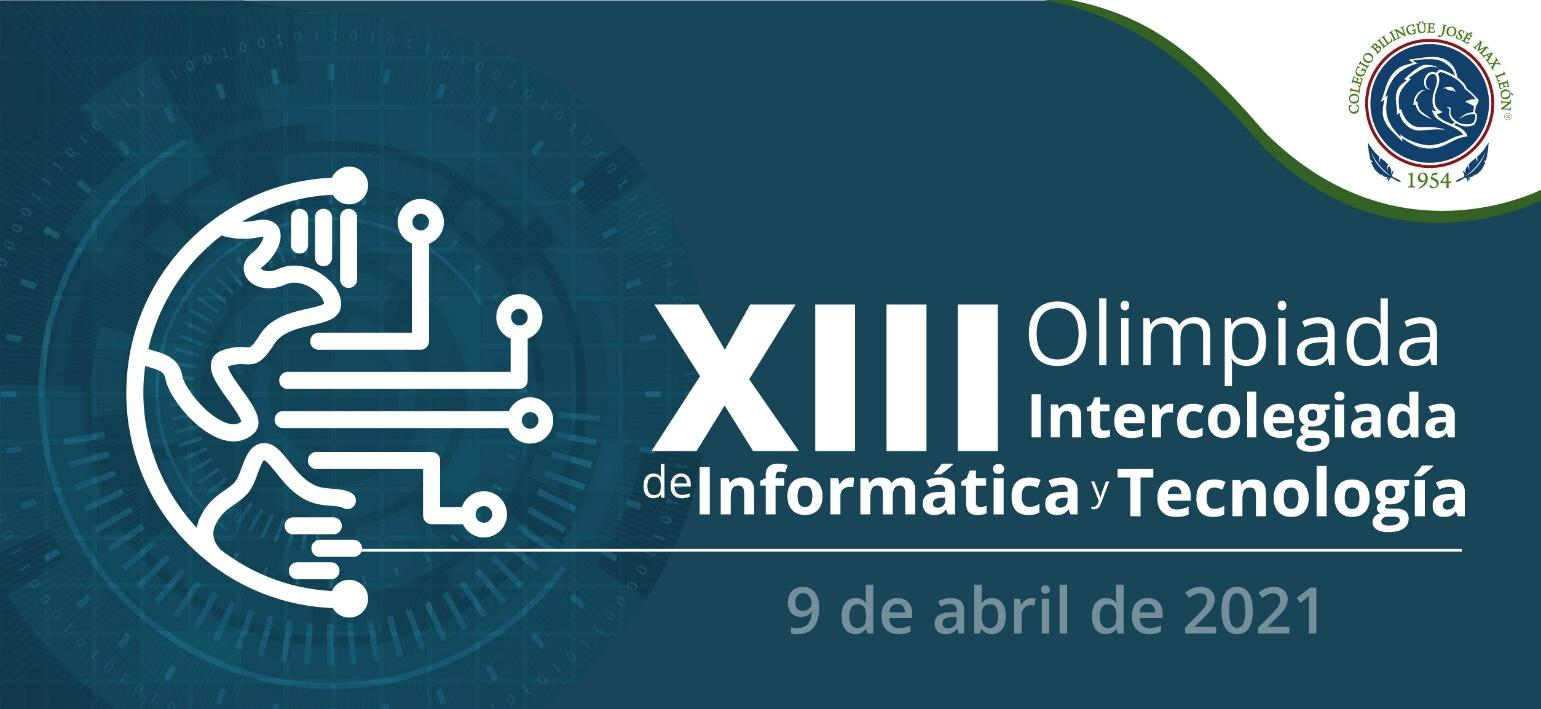 COLEGIO BILINGÜE JOSÉ MAX LEÓN®
1954
XIII Olimpiada
Intercolegiada
de Informática y Tecnología
9 de abril de 2021